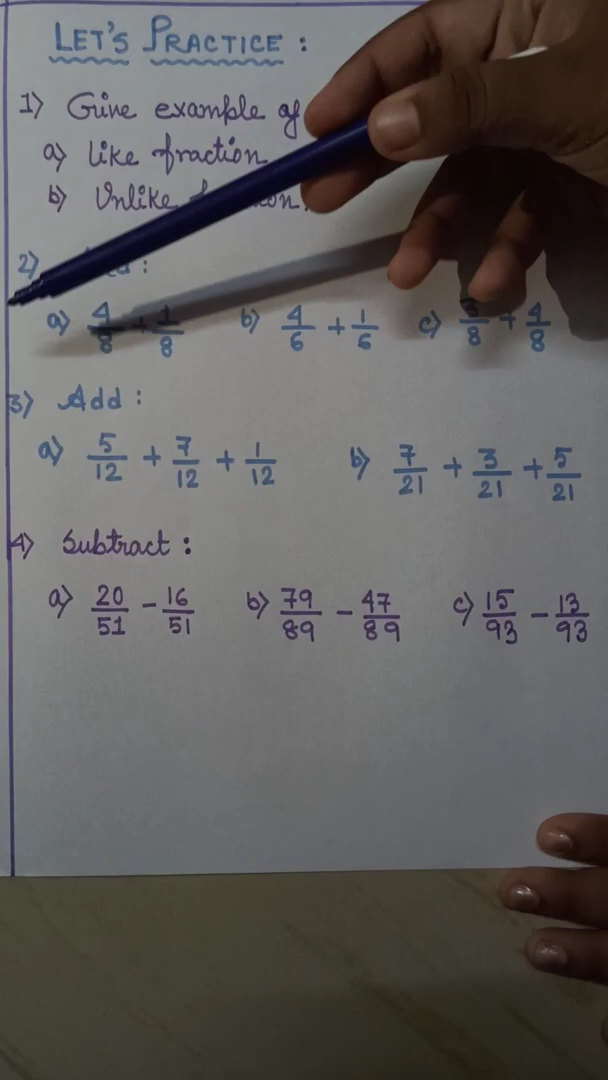 LET'S PRACTICE :
1) Give example of
a) like fraction
b) Unlike
2)
a) 4/8 + 1/8 b) 4/6 + 1/6 c) 3/8 + 4/8
3) Add :
a) 5/12 + 7/12 + 1/12 b) 7/21 + 3/21 + 5/21
4) Subtract :
a) 20/51 - 16/51 b) 79/89 - 47/89 c) 15/93 - 13/93